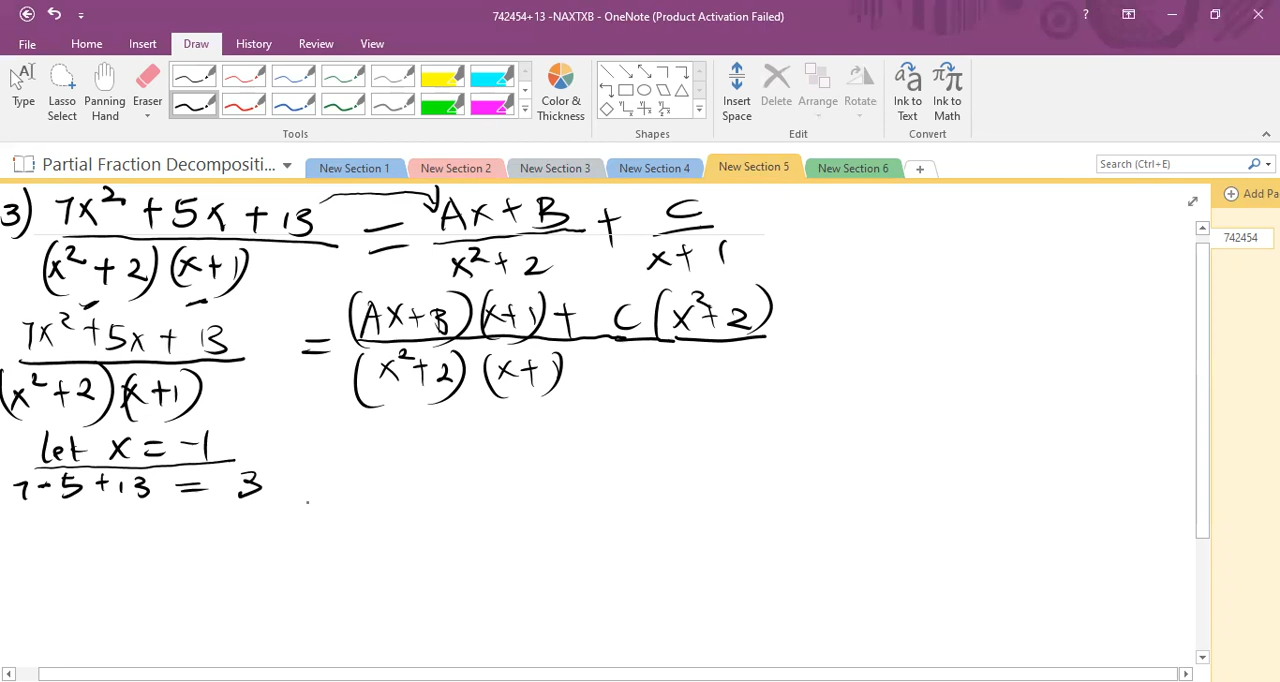 742454+13 -NAXTXB - OneNote (Product Activation Failed)
File Home Insert Draw History Review View
Type
Lasso Select
Panning Hand
Eraser
Color & Thickness
Insert Space
Delete
Arrange
Rotate
Ink to Text
Ink to Math
Tools
Shapes
Edit
Convert
Partial Fraction Decompositi...
New Section 1 New Section 2 New Section 3 New Section 4 New Section 5 New Section 6
Search (Ctrl+E)
Add Pa
742454
3) 7x² + 5x + 13 / (x² + 2)(x+1) = Ax + B / x² + 2 + C / x + 1
7x² + 5x + 13 / (x² + 2)(x+1) = (Ax+B)(x+1) + C(x²+2) / (x²+2)(x+1)
let x = -1
7-5+13 = 3